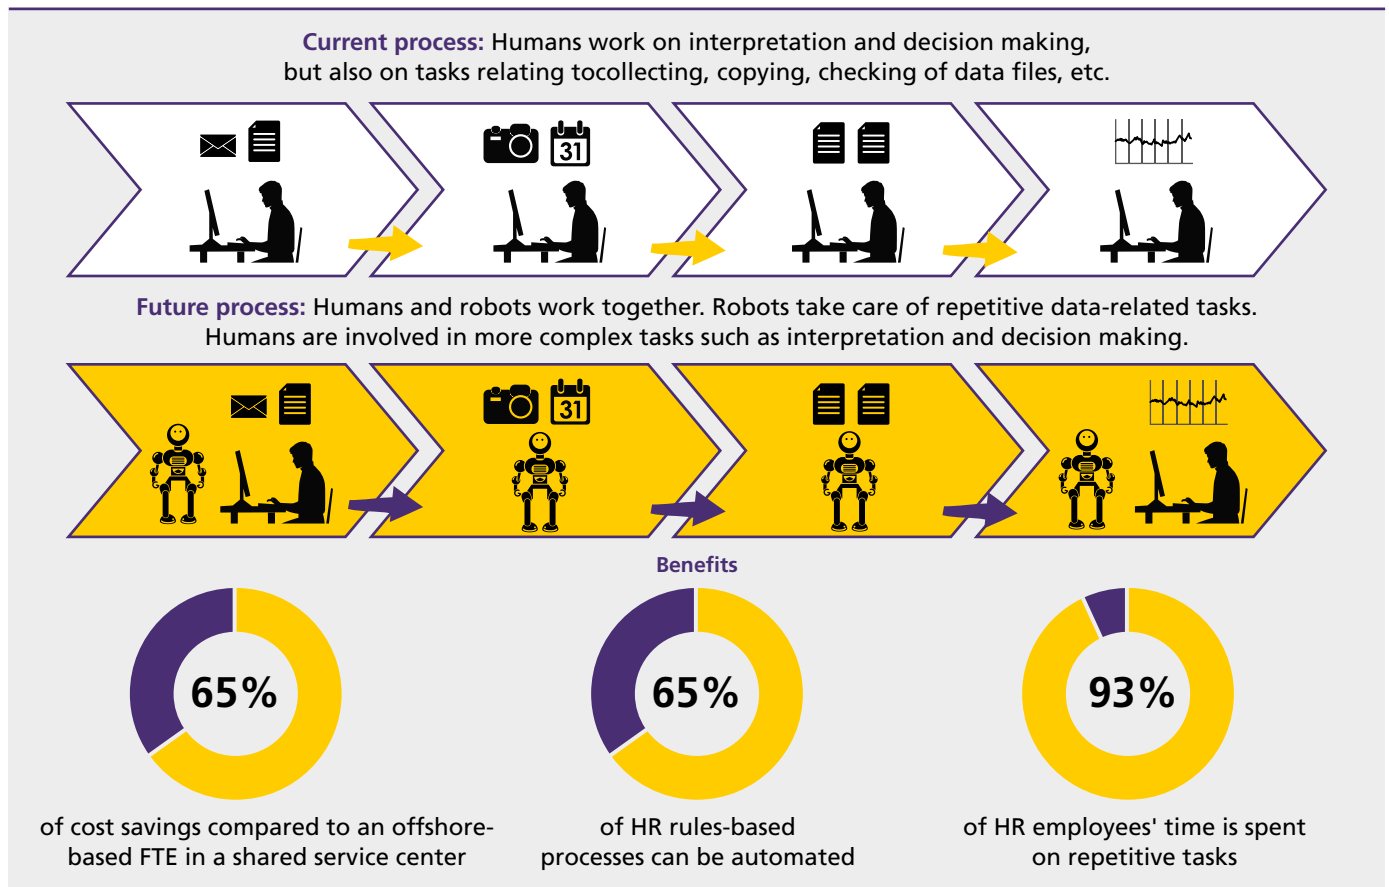 Current process: Humans work on interpretation and decision making,
but also on tasks relating tocollecting, copying, checking of data files, etc.
31
Future process: Humans and robots work together. Robots take care of repetitive data-related tasks.
Humans are involved in more complex tasks such as interpretation and decision making.
31
Benefits
65%
65%
93%
of cost savings compared to an offshore-
based FTE in a shared service center
of HR rules-based
processes can be automated
of HR employees' time is spent
on repetitive tasks